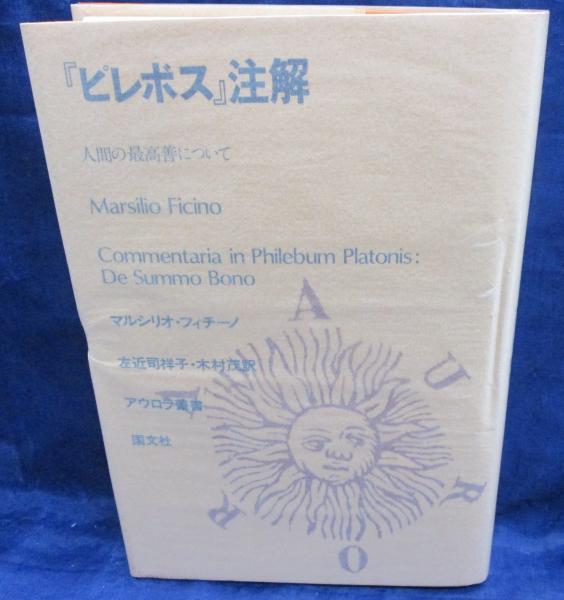 『ピレボス』注解
人間の最高善について
Marsilio Ficino
Commentaria in Philebum Platonis:
De Summo Bono
マルシリオ・フィチーノ
左近司祥子・木村茂訳
アウロラ叢書
国文社
A U R O R A